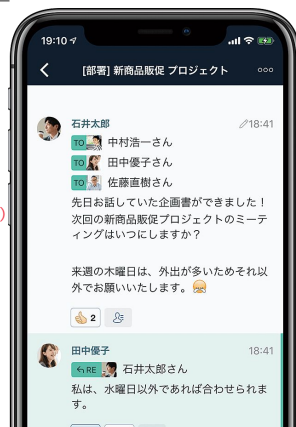 19:10
[部署] 新商品販促 プロジェクト
石井太郎 18:41
TO 中村浩一さん
TO 田中優子さん
TO 佐藤直樹さん
先日お話していた企画書ができました！
次回の新商品販促プロジェクトのミーテ
ィングはいつにしますか？
来週の木曜日は、外出が多いためそれ以
外でお願いいたします。
2
田中優子 18:41
RE 石井太郎さん
私は、水曜日以外であれば合わせられま
す。
)